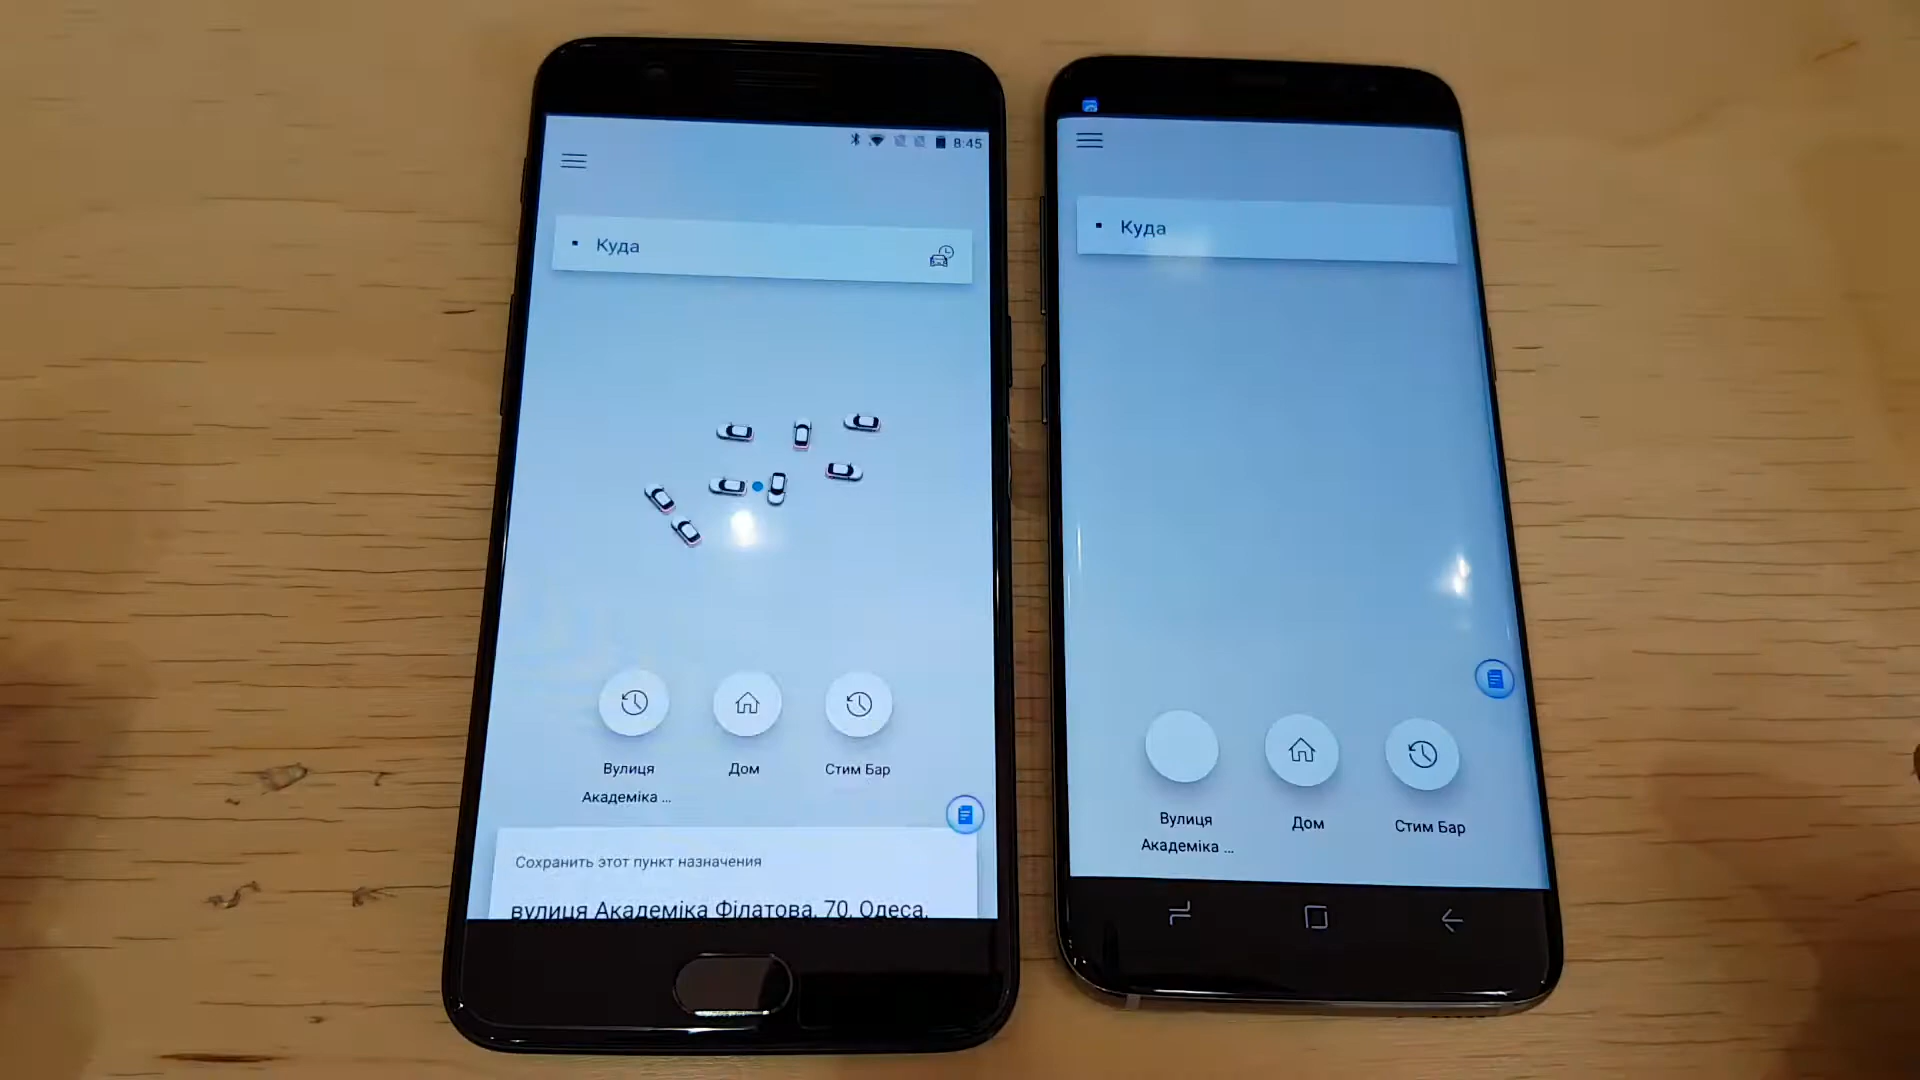 8:45
Куда
Вулиця
Академіка ...
Дом
Стим Бар
Сохранить этот пункт назначения
вулиця Академіка Філатова, 70, Одеса,
Куда
Вулиця
Академіка ...
Дом
Стим Бар